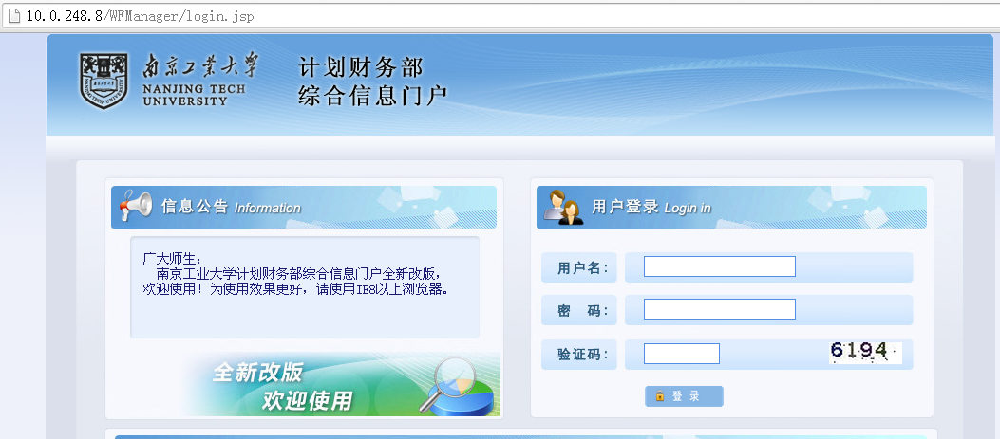 10.0.248.8/WFManager/login.jsp
南京工业大学
NANJING TECH
UNIVERSITY
计划财务部
综合信息门户
信息公告 Information
广大师生：
南京工业大学计划财务部综合信息门户全新改版，
欢迎使用！为使用效果更好，请使用IE8以上浏览器。
全新改版
欢迎使用
用户登录 Login in
用户名：
密 码：
验证码：
6194
登 录